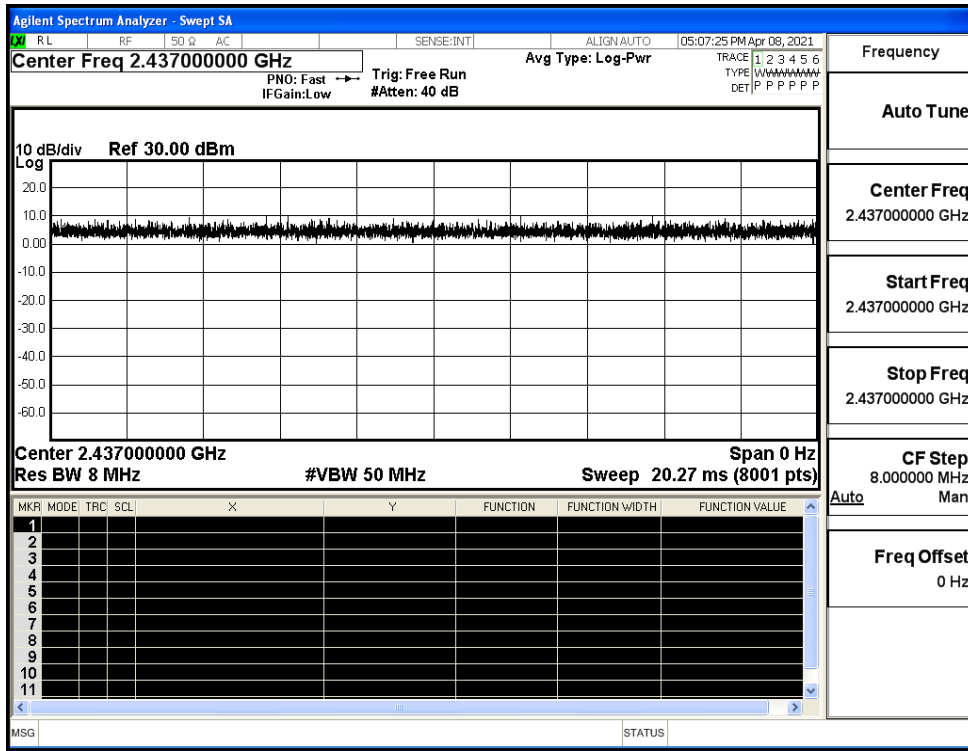 Agilent Spectrum Analyzer - Swept SA
LXI RL RF 50 Ω AC SENSE:INT ALIGN AUTO 05:07:25 PM Apr 08, 2021
Center Freq 2.437000000 GHz
PNO: Fast
IFGain:Low
Trig: Free Run
#Atten: 40 dB
Avg Type: Log-Pwr
TRACE 1 2 3 4 5 6
TYPE
DET P P P P P P
10 dB/div Ref 30.00 dBm
Log
20.0
10.0
0.00
-10.0
-20.0
-30.0
-40.0
-50.0
-60.0
Center 2.437000000 GHz Span 0 Hz
Res BW 8 MHz #VBW 50 MHz Sweep 20.27 ms (8001 pts)
MKR MODE TRC SCL X Y FUNCTION FUNCTION WIDTH FUNCTION VALUE
1
2
3
4
5
6
7
8
9
10
11
MSG STATUS
Frequency
Auto Tune
Center Freq
2.437000000 GHz
Start Freq
2.437000000 GHz
Stop Freq
2.437000000 GHz
CF Step
8.000000 MHz
Auto Man
Freq Offset
0 Hz